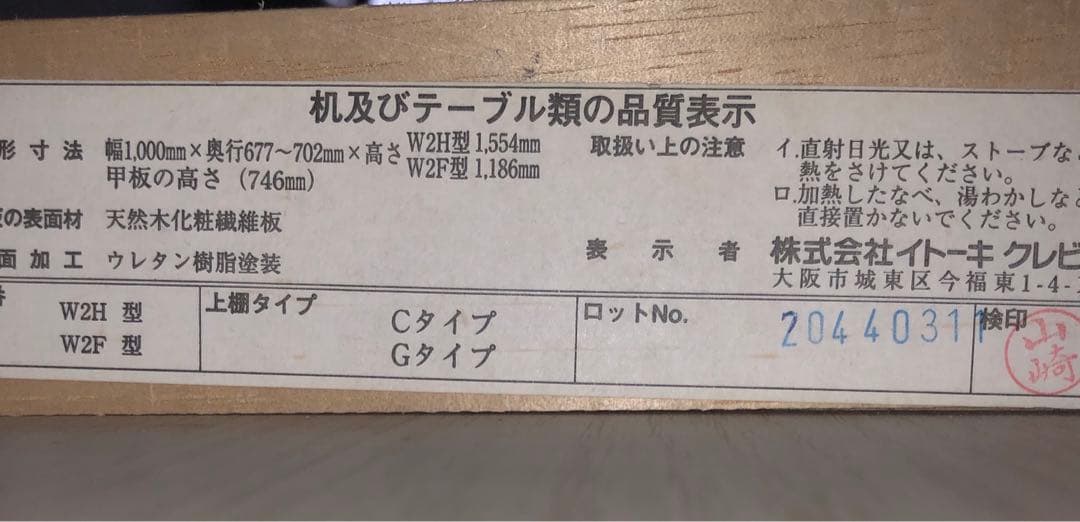 机及びテーブル類の品質表示
形寸法 幅1,000mm×奥行677〜702mm×高さ W2H型1,554mm
W2F型1,186mm
甲板の高さ(746mm)
の表面材 天然木化粧繊維板
面加工 ウレタン樹脂塗装
取扱い上の注意 イ.直射日光又は、ストーブな
熱をさけてください。
ロ.加熱したなべ、湯わかしな
直接置かないでください。
表示者 株式会社イトーキ クレビ
大阪市城東区今福東1-4-
W2H 型
W2F 型
上棚タイプ
Cタイプ
Gタイプ
ロットNo. 20440311
検印
山崎